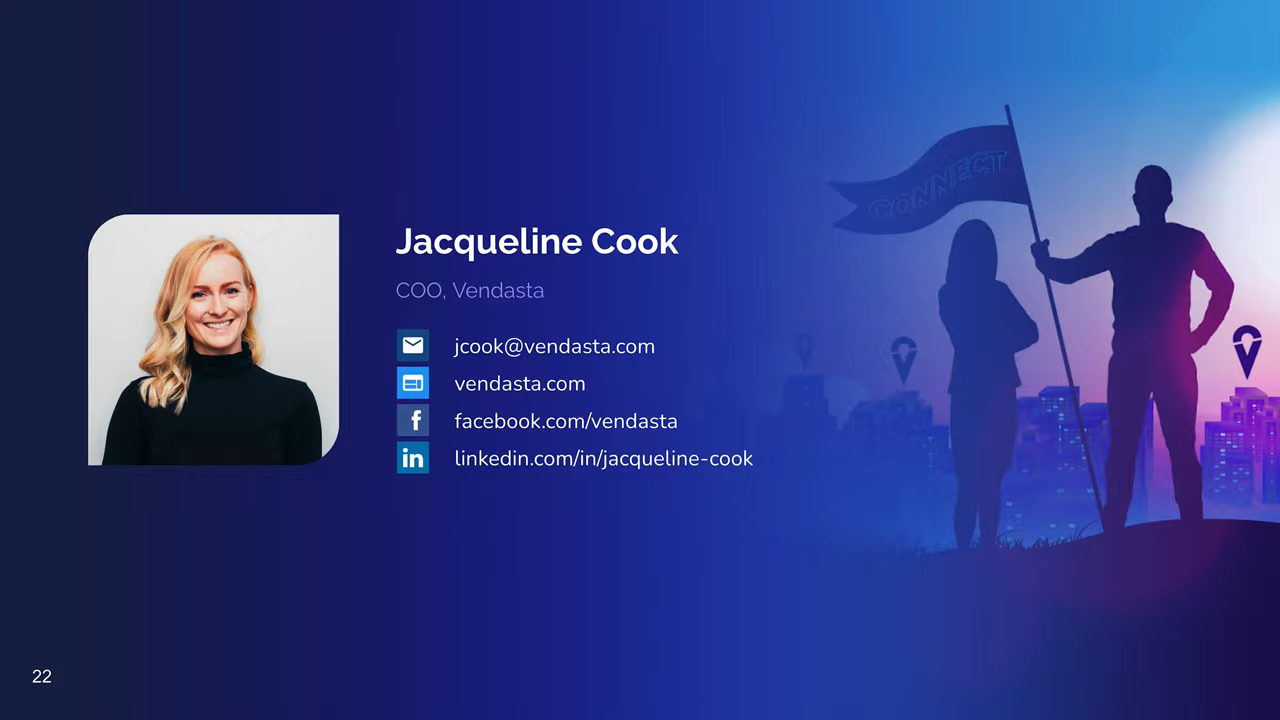 CONNECT
Jacqueline Cook
COO, Vendasta
jcook@vendasta.com
vendasta.com
facebook.com/vendasta
linkedin.com/in/jacqueline-cook
22